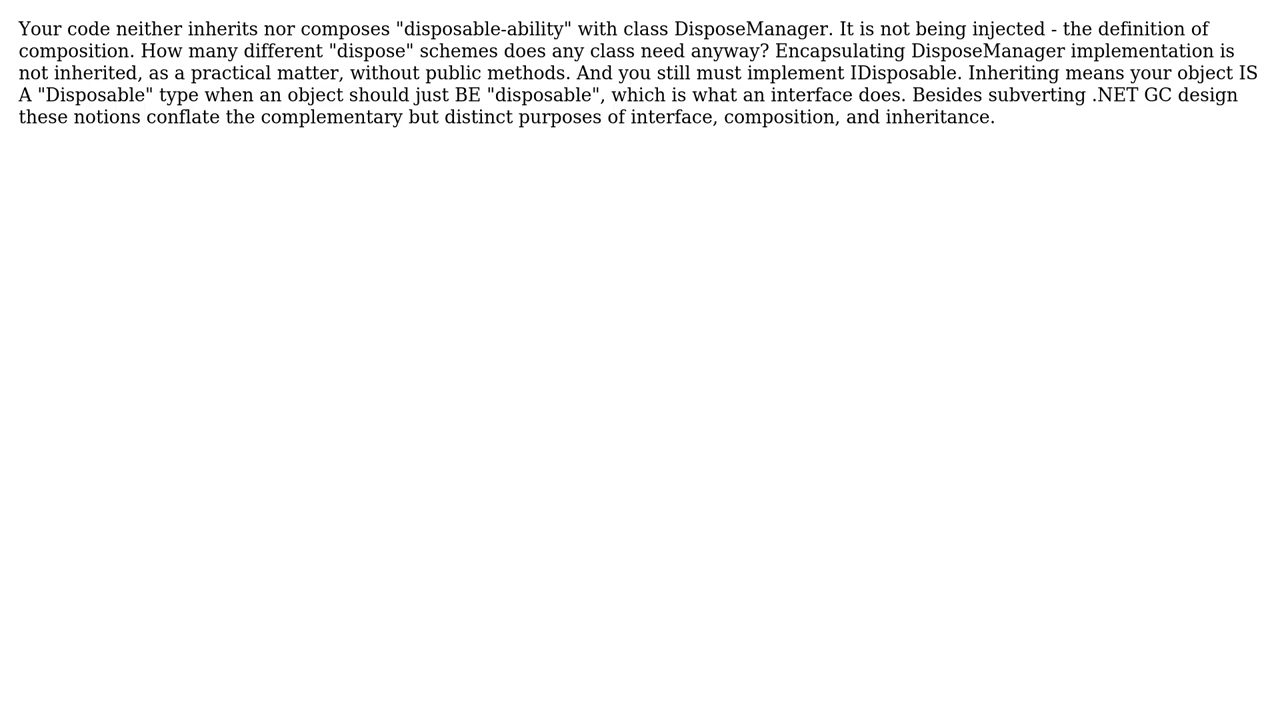 Your code neither inherits nor composes "disposable-ability" with class DisposeManager. It is not being injected - the definition of
composition. How many different "dispose" schemes does any class need anyway? Encapsulating DisposeManager implementation is
not inherited, as a practical matter, without public methods. And you still must implement IDisposable. Inheriting means your object IS
A "Disposable" type when an object should just BE "disposable", which is what an interface does. Besides subverting .NET GC design
these notions conflate the complementary but distinct purposes of interface, composition, and inheritance.